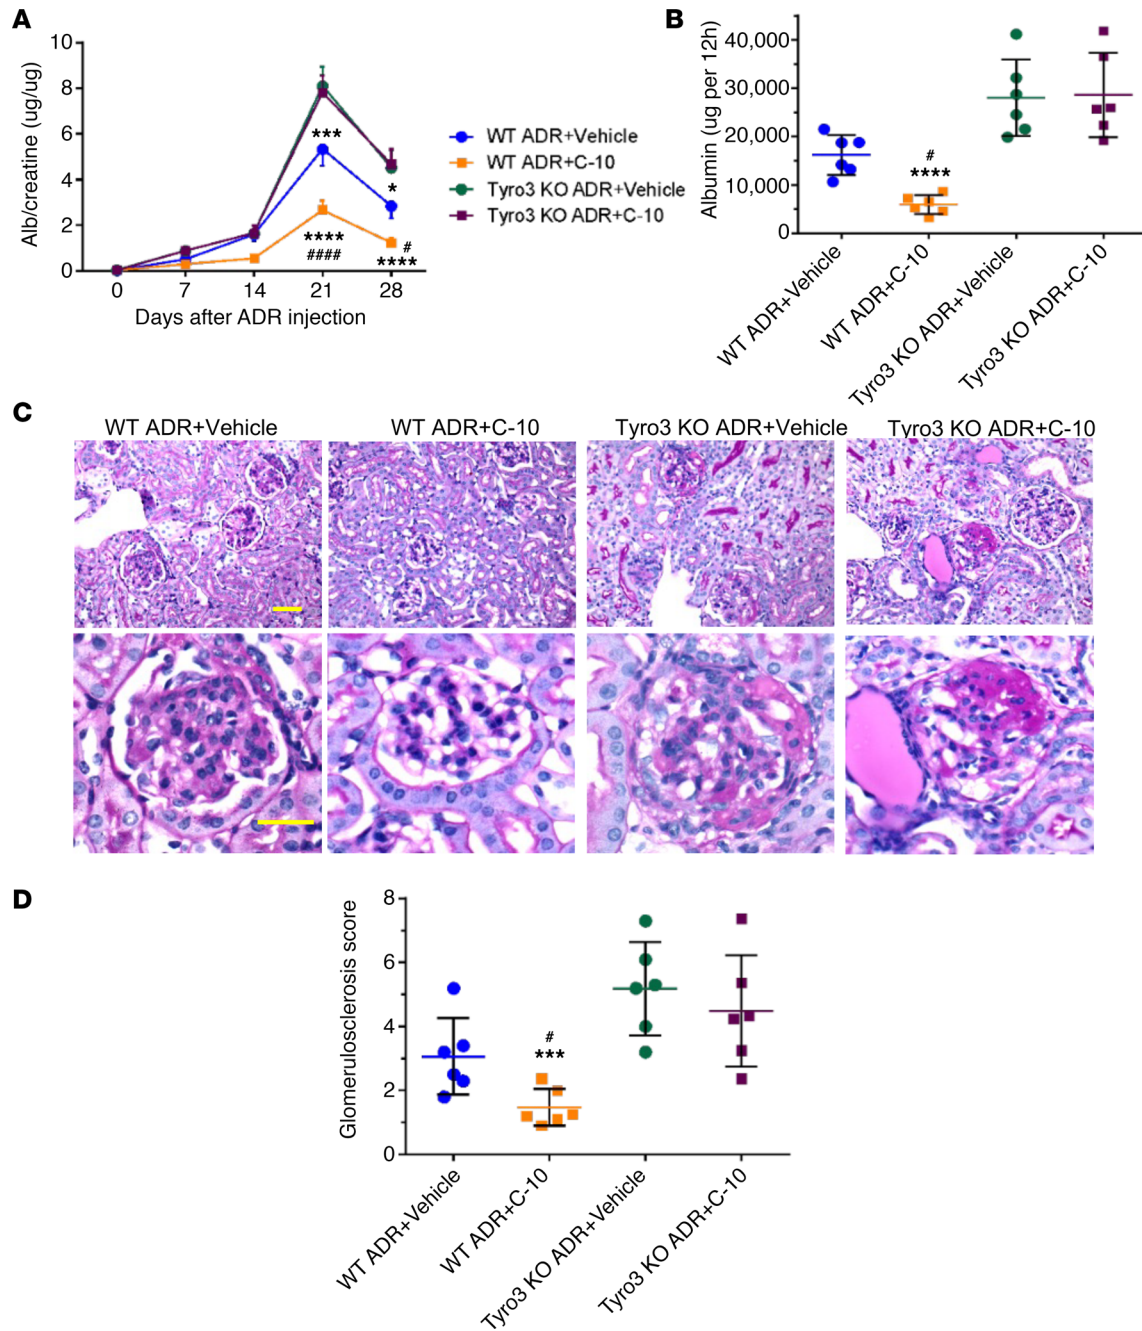 A
Alb/creatine (ug/ug)
10
8
6
4
2
0
0 7 14 21 28
Days after ADR injection
***
*
****
####
#
****
WT ADR+Vehicle
WT ADR+C-10
Tyro3 KO ADR+Vehicle
Tyro3 KO ADR+C-10
B
Albumin (ug per 12h)
40,000
30,000
20,000
10,000
0
#
****
WT ADR+Vehicle
WT ADR+C-10
Tyro3 KO ADR+Vehicle
Tyro3 KO ADR+C-10
C
WT ADR+Vehicle
WT ADR+C-10
Tyro3 KO ADR+Vehicle
Tyro3 KO ADR+C-10
D
Glomerulosclerosis score
8
6
4
2
0
#
***
WT ADR+Vehicle
WT ADR+C-10
Tyro3 KO ADR+Vehicle
Tyro3 KO ADR+C-10